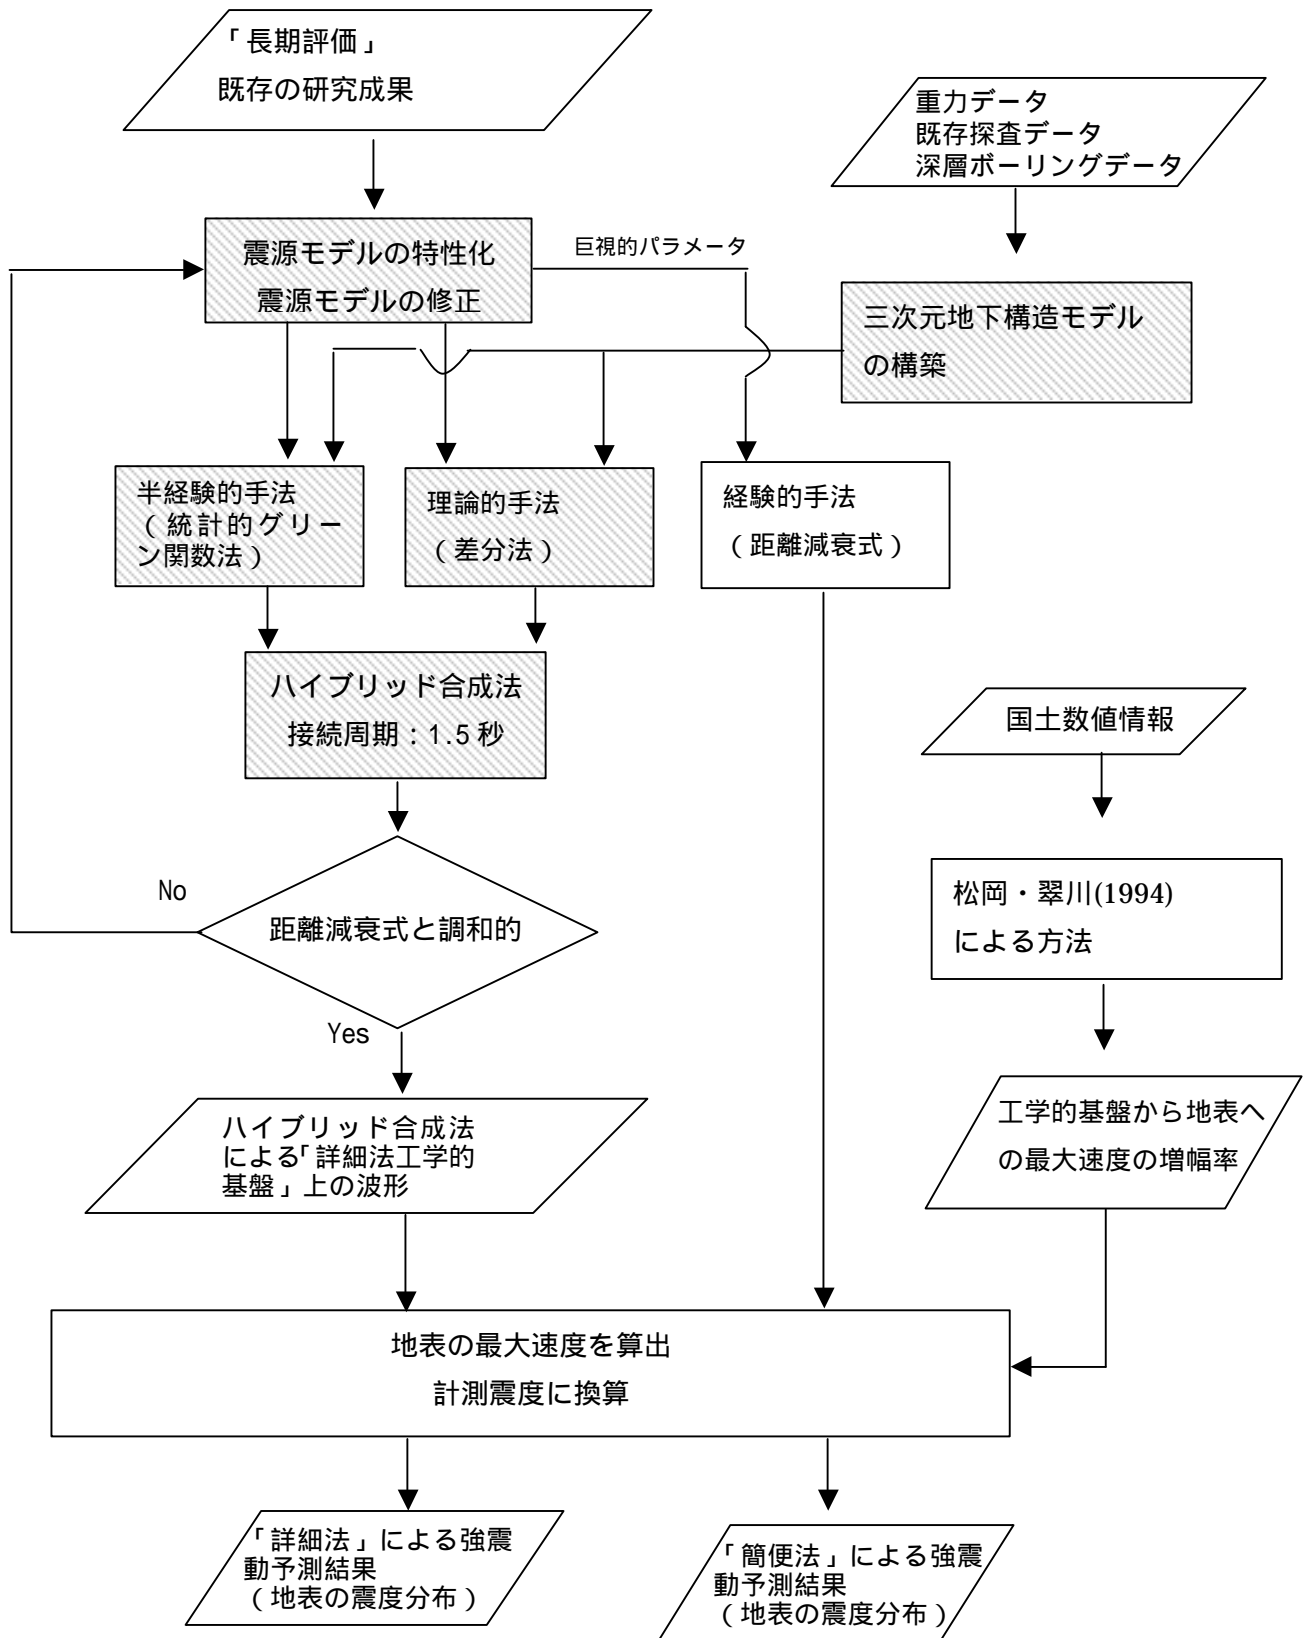 「長期評価」
既存の研究成果
重力データ
既存探査データ
深層ボーリングデータ
震源モデルの特性化
震源モデルの修正
巨視的パラメータ
三次元地下構造モデル
の構築
半経験的手法
(統計的グリー
ン関数法)
理論的手法
(差分法)
経験的手法
(距離減衰式)
ハイブリッド合成法
接続周期:1.5秒
国土数値情報
松岡・翠川(1994)
による方法
No
距離減衰式と調和的
Yes
工学的基盤から地表へ
の最大速度の増幅率
ハイブリッド合成法
による「詳細法工学的
基盤」上の波形
地表の最大速度を算出
計測震度に換算
「詳細法」による強震
動予測結果
(地表の震度分布)
「簡便法」による強震
動予測結果
(地表の震度分布)